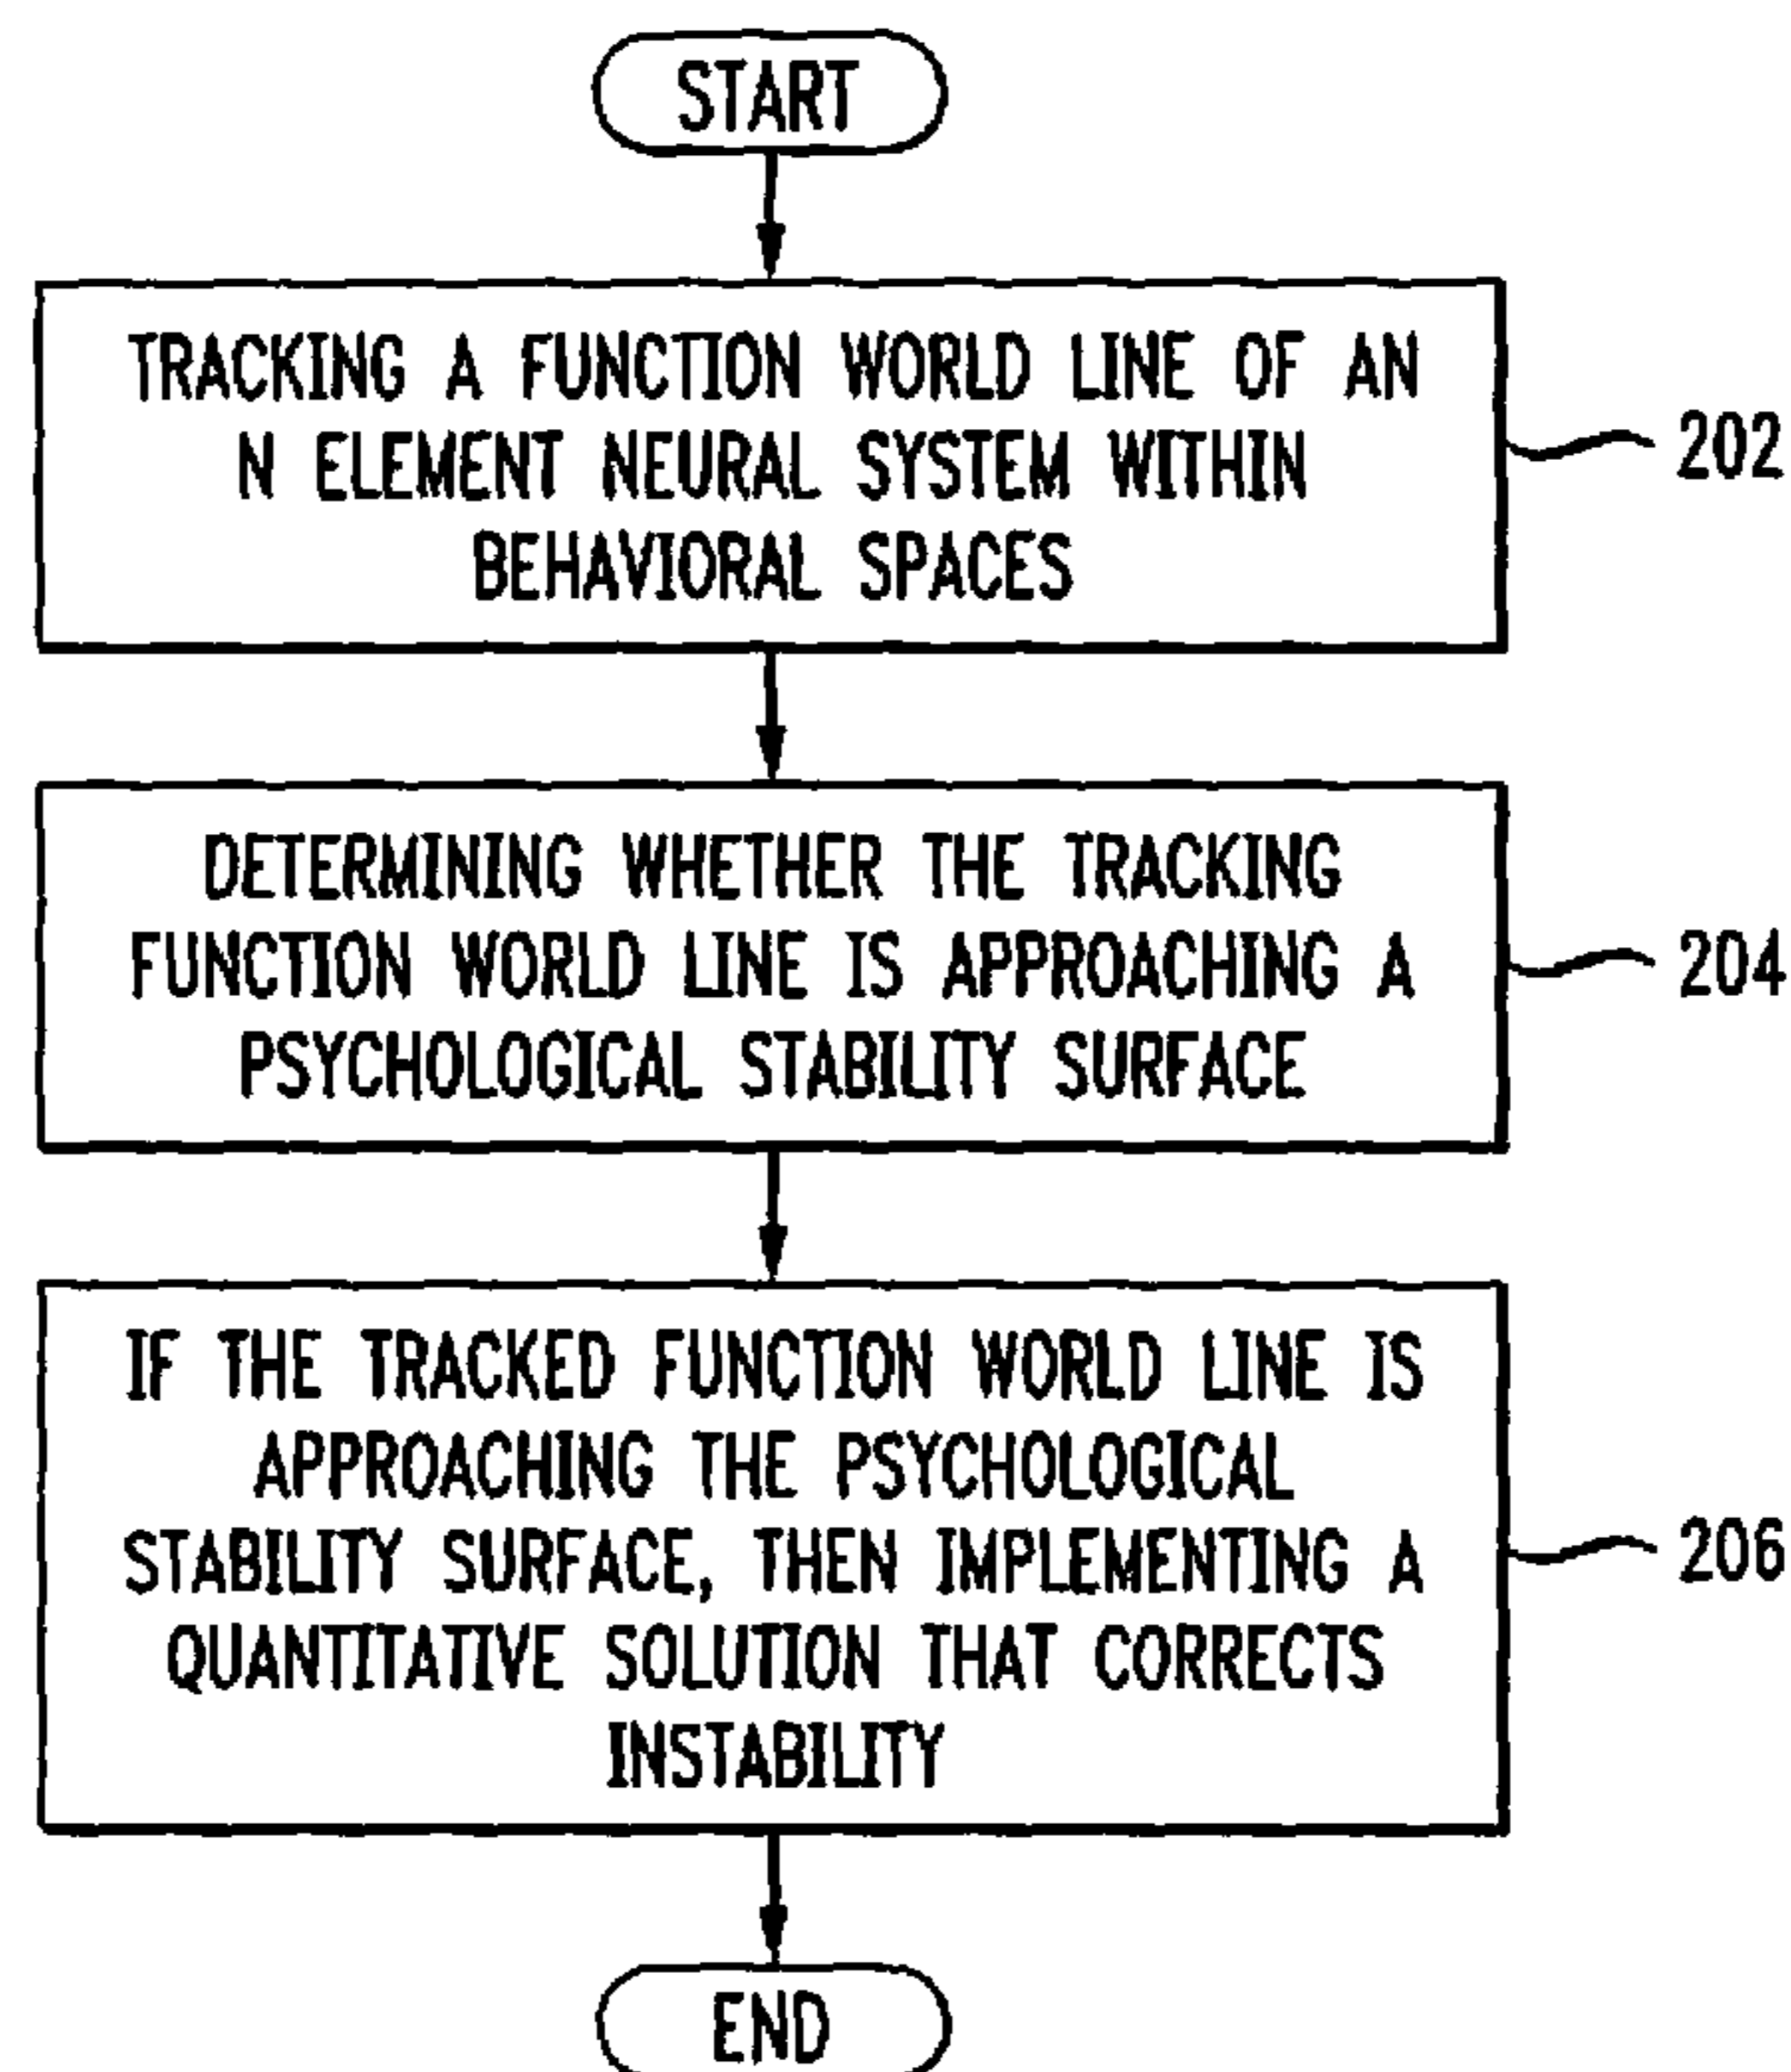 START
TRACKING A FUNCTION WORLD LINE OF AN
N ELEMENT NEURAL SYSTEM WITHIN
BEHAVIORAL SPACES
202
DETERMINING WHETHER THE TRACKING
FUNCTION WORLD LINE IS APPROACHING A
PSYCHOLOGICAL STABILITY SURFACE
204
IF THE TRACKED FUNCTION WORLD LINE IS
APPROACHING THE PSYCHOLOGICAL
STABILITY SURFACE, THEN IMPLEMENTING A
QUANTITATIVE SOLUTION THAT CORRECTS
INSTABILITY
206
END